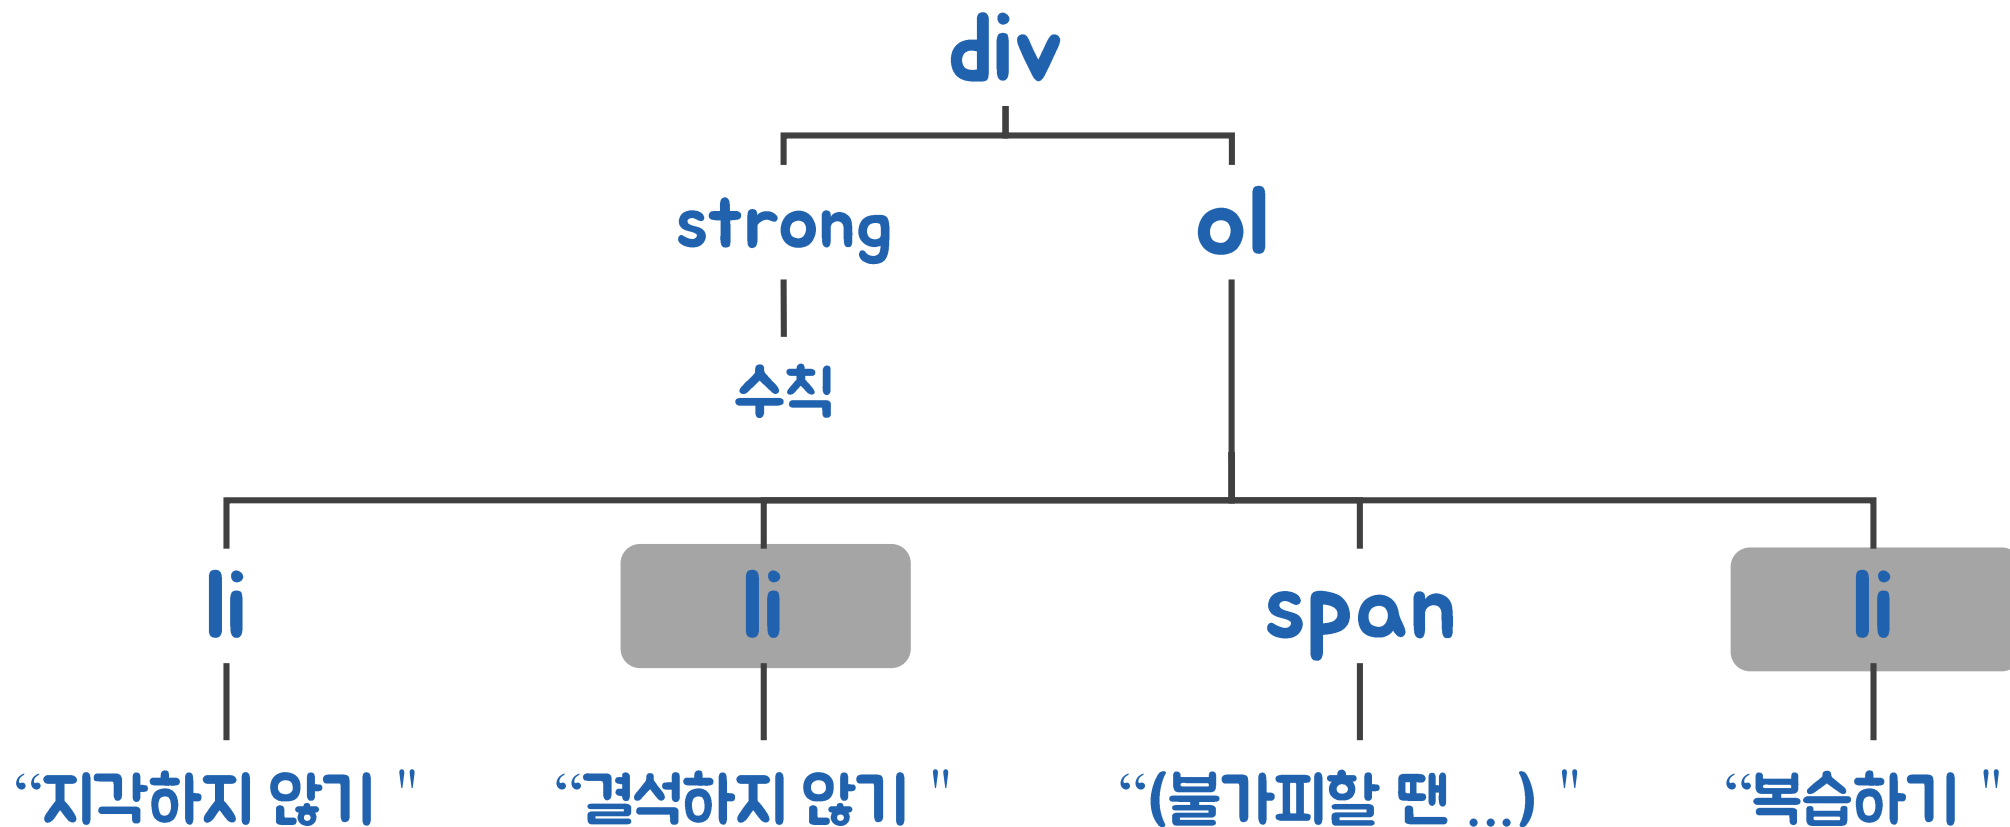 div
strong
ol
수칙
li
li
span
li
“지각하지 않기 "
“결석하지 않기 "
“(불가피할 땐 ...) "
“복습하기 "